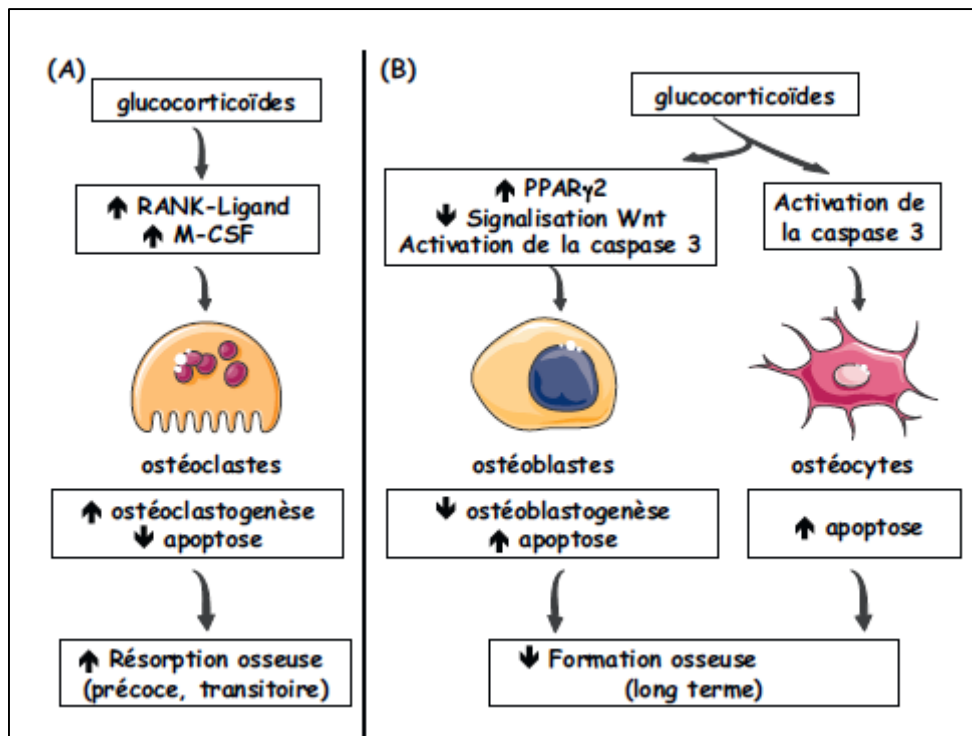 (A)
glucocorticoïdes
↑ RANK-Ligand
↑ M-CSF
ostéoclastes
↑ ostéoclastogenèse
↓ apoptose
↑ Résorption osseuse
(précoce, transitoire)
(B)
glucocorticoïdes
↑ PPARγ2
↓ Signalisation Wnt
Activation de la caspase 3
Activation de
la caspase 3
ostéoblastes
ostéocytes
↓ ostéoblastogenèse
↑ apoptose
↑ apoptose
↓ Formation osseuse
(long terme)